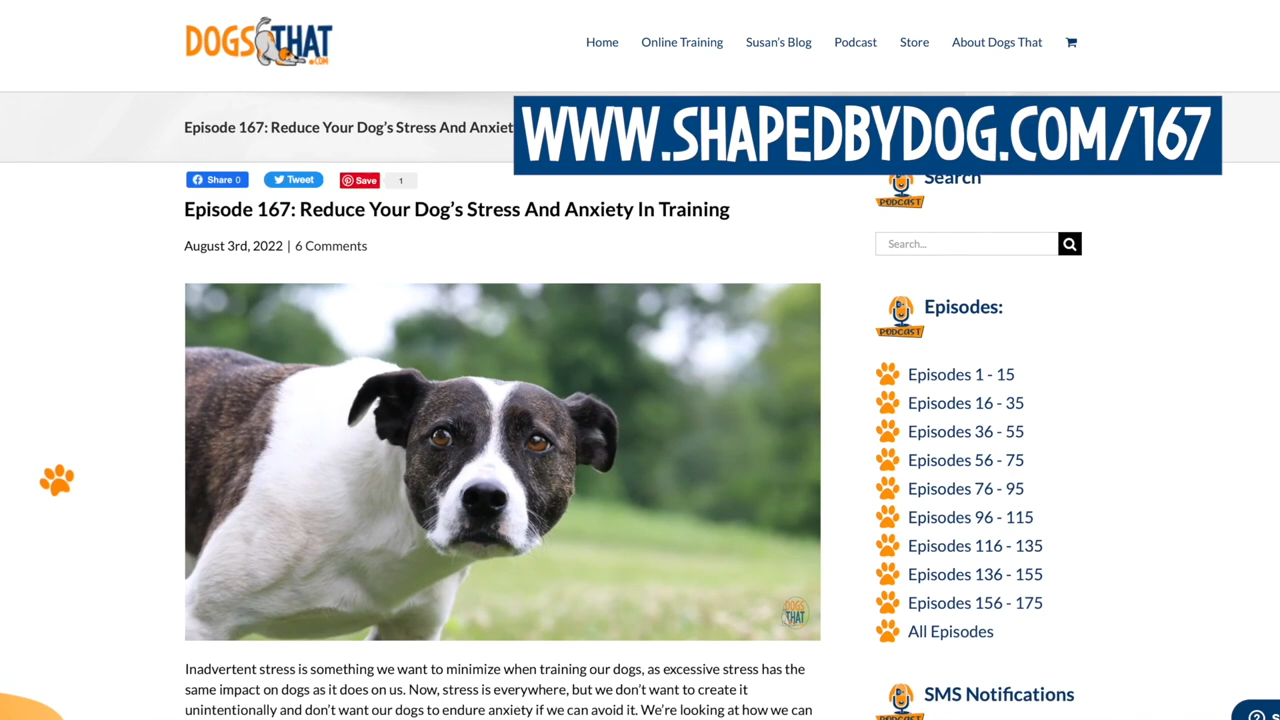 DOGSTHAT
.COM
Home Online Training Susan's Blog Podcast Store About Dogs That
WWW.SHAPEDBYDOG.COM/167
Episode 167: Reduce Your Dog's Stress And Anxiet
Share 0 Tweet Save 1
Search
PODCAST
Episode 167: Reduce Your Dog's Stress And Anxiety In Training
August 3rd, 2022 | 6 Comments
Search...
Episodes:
PODCAST
Episodes 1 - 15
Episodes 16 - 35
Episodes 36 - 55
Episodes 56 - 75
Episodes 76 - 95
Episodes 96 - 115
Episodes 116 - 135
Episodes 136 - 155
Episodes 156 - 175
All Episodes
DOGS
THAT
Inadvertent stress is something we want to minimize when training our dogs, as excessive stress has the
same impact on dogs as it does on us. Now, stress is everywhere, but we don't want to create it
unintentionally and don't want our dogs to endure anxiety if we can avoid it. We're looking at how we can
SMS Notifications